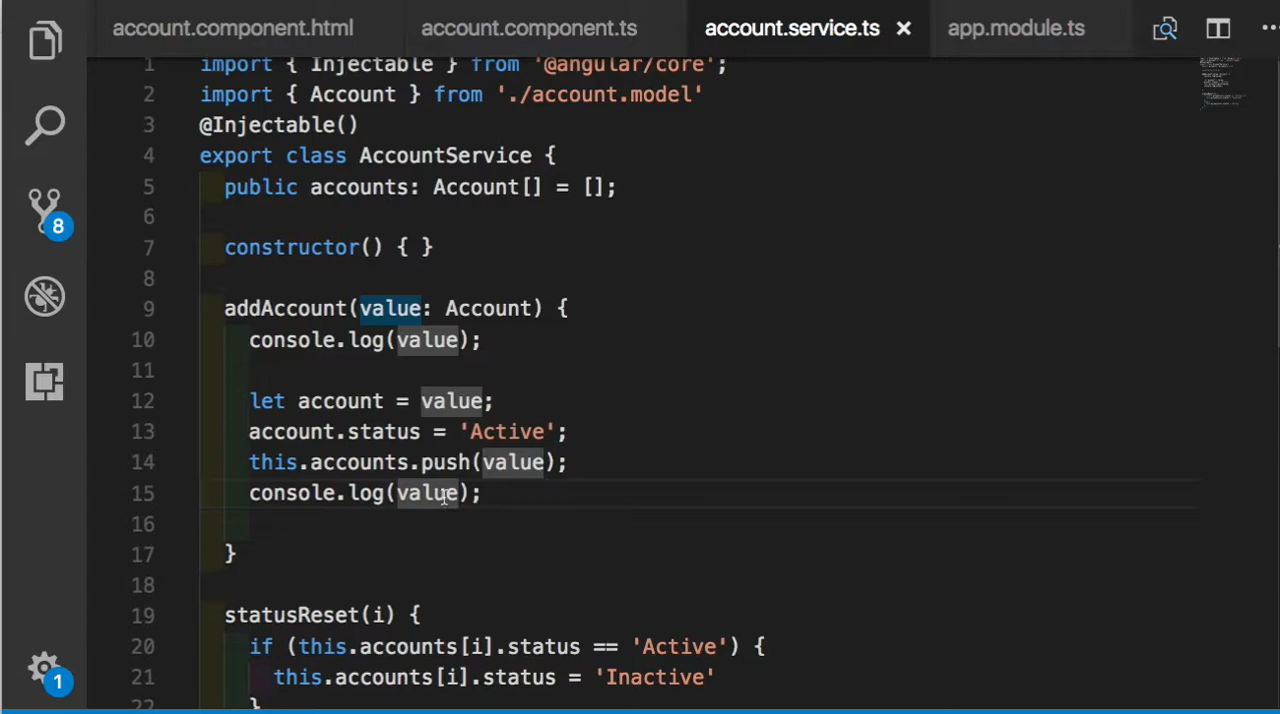 account.component.html account.component.ts account.service.ts × app.module.ts
1 import { Injectable } from '@angular/core';
2 import { Account } from './account.model'
3 @Injectable()
4 export class AccountService {
5 public accounts: Account[] = [];
6
7 constructor() { }
8
9 addAccount(value: Account) {
10 console.log(value);
11
12 let account = value;
13 account.status = 'Active';
14 this.accounts.push(value);
15 console.log(value);
16
17 }
18
19 statusReset(i) {
20 if (this.accounts[i].status == 'Active') {
21 this.accounts[i].status = 'Inactive'
22 }
8
1